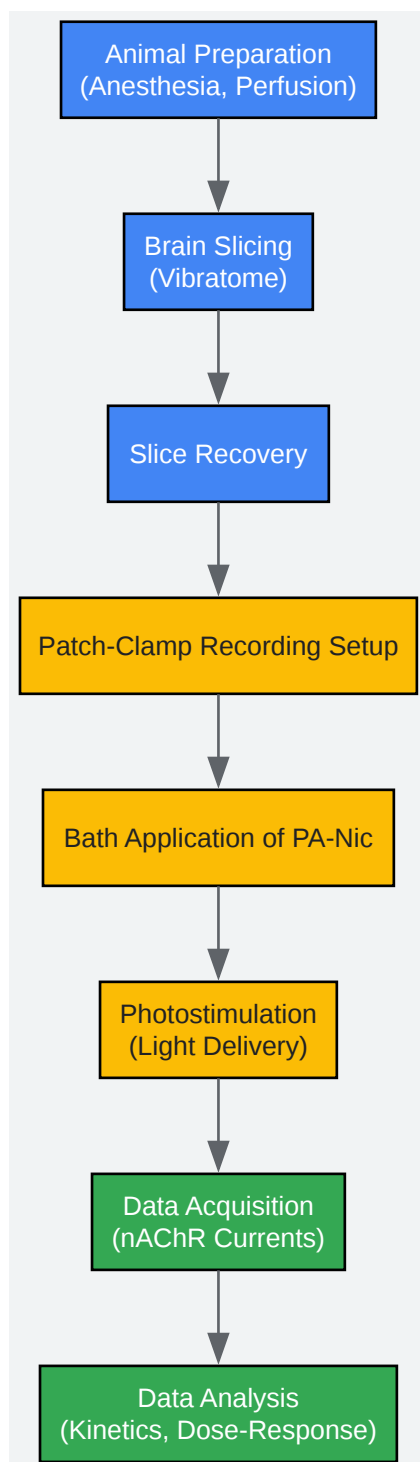 Animal Preparation
(Anesthesia, Perfusion)
Brain Slicing
(Vibratome)
Slice Recovery
Patch-Clamp Recording Setup
Bath Application of PA-Nic
Photostimulation
(Light Delivery)
Data Acquisition
(nAChR Currents)
Data Analysis
(Kinetics, Dose-Response)